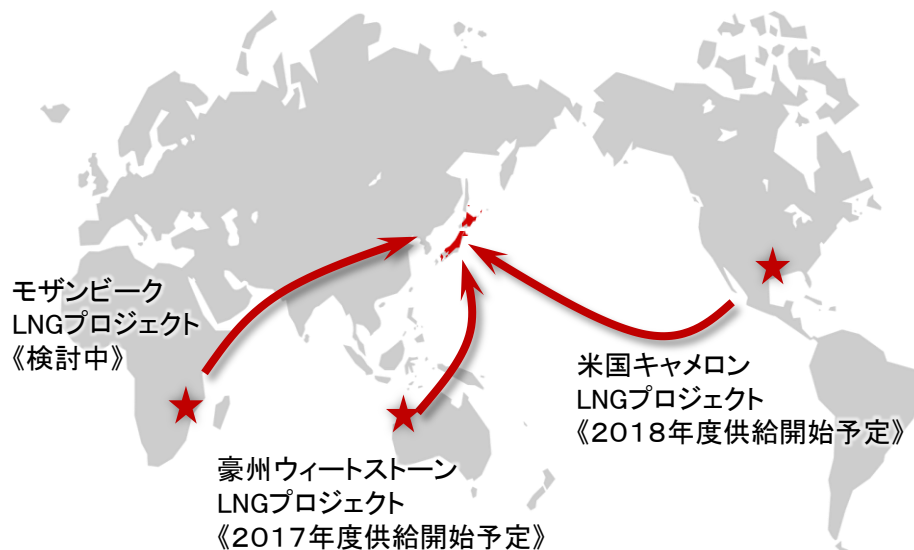 モザンビーク
LNGプロジェクト
《検討中》
豪州ウィートストーン
LNGプロジェクト
《2017年度供給開始予定》
米国キャメロン
LNGプロジェクト
《2018年度供給開始予定》